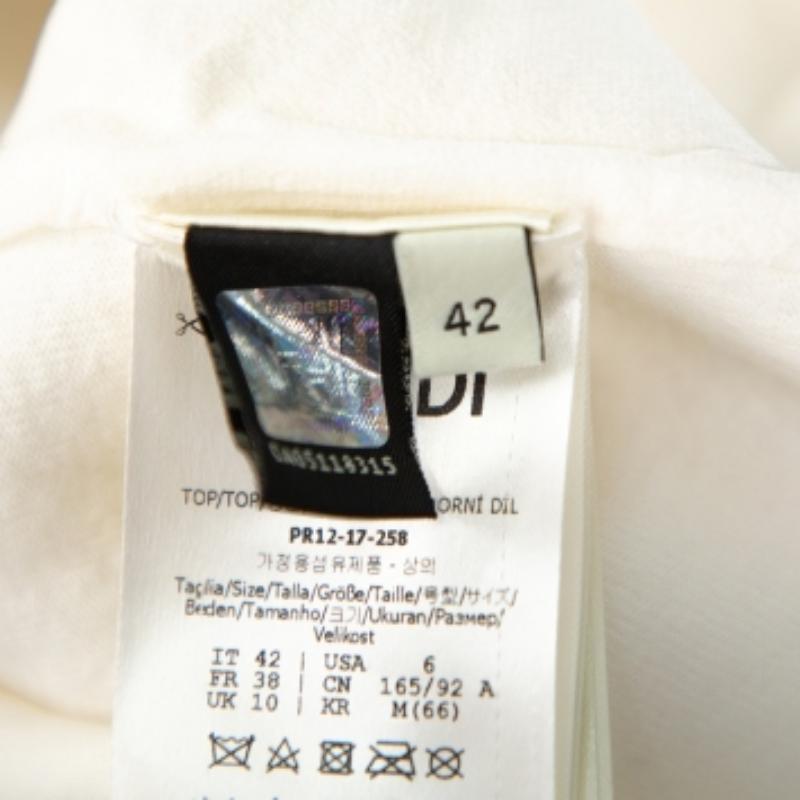 42
DI
TOP/TOP/
ORNÍ DÍL
PR12-17-258
가정용섬유제품 - 상의
Taglia/Size/Talla/Größe/Taille/号型/サイズ/
Beden/Tamanho/크기/Ukuran/Размер/
Velikost
IT 42 | USA 6
FR 38 | CN 165/92 A
UK 10 | KR M(66)